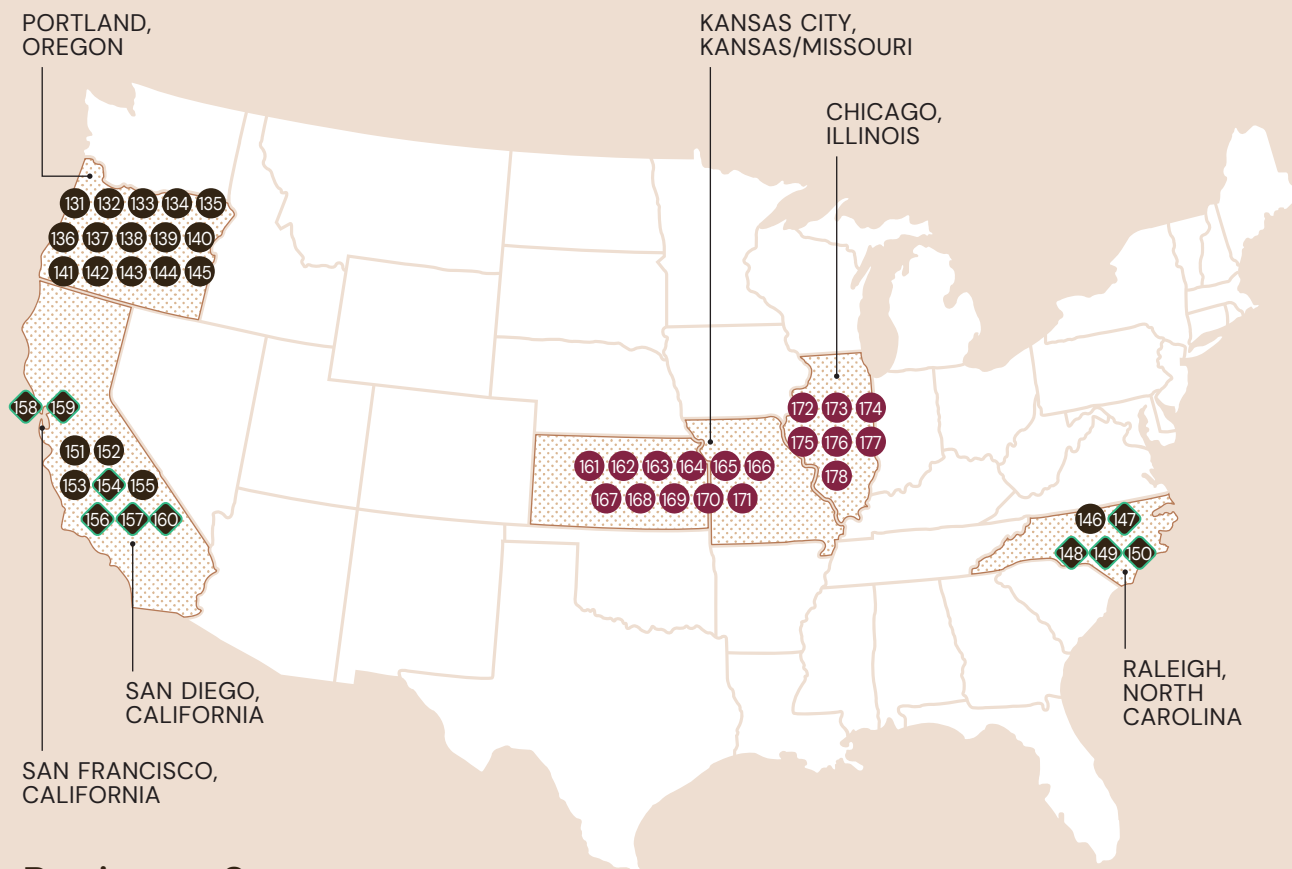 PORTLAND,
OREGON
KANSAS CITY,
KANSAS/MISSOURI
CHICAGO,
ILLINOIS
131 132 133 134 135
136 137 138 139 140
141 142 143 144 145
158 159
151 152
153 154 155
156 157 160
161 162 163 164 165 166
167 168 169 170 171
172 173 174
175 176 177
178
146 147
148 149 150
SAN DIEGO,
CALIFORNIA
SAN FRANCISCO,
CALIFORNIA
RALEIGH,
NORTH
CAROLINA